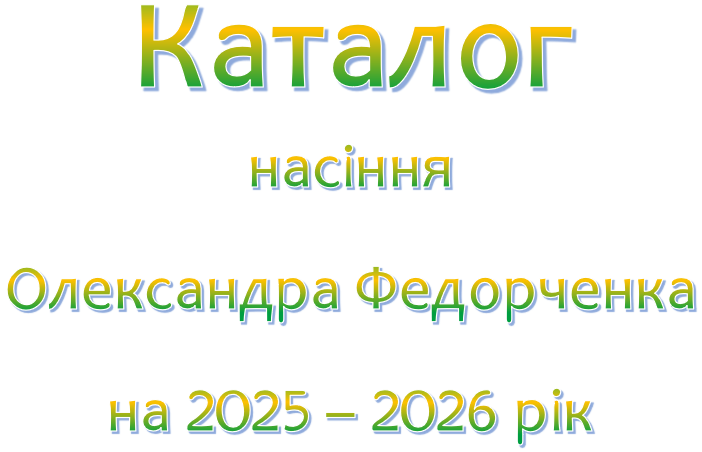 Каталог
насіння
Олександра Федорченка
на 2025 – 2026 рік